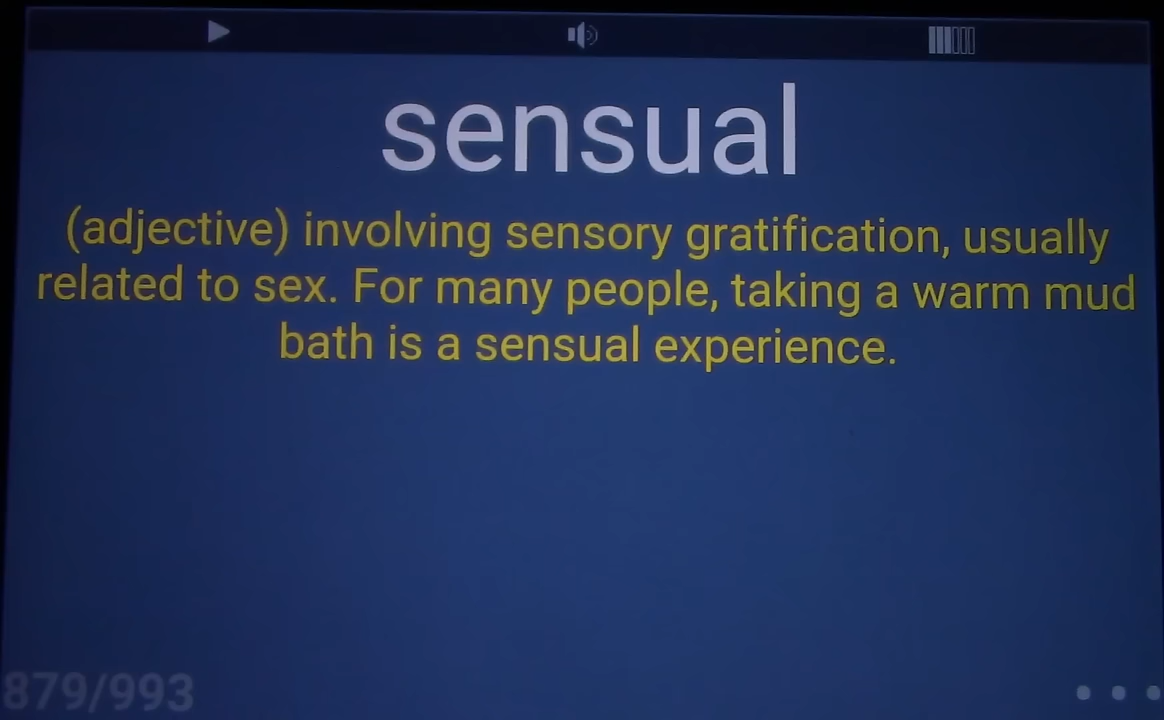 sensual
(adjective) involving sensory gratification, usually
related to sex. For many people, taking a warm mud
bath is a sensual experience.
879/993